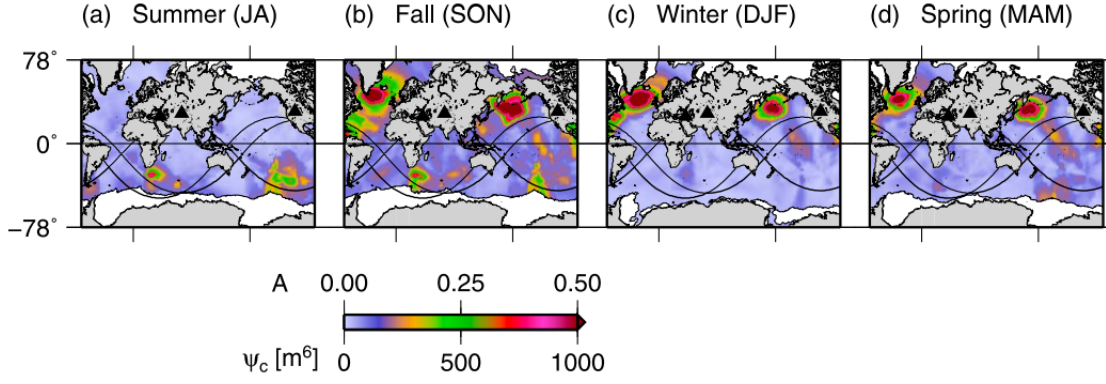 (a) Summer (JA)
(b) Fall (SON)
(c) Winter (DJF)
(d) Spring (MAM)
78°
0°
−78°
A 0.00 0.25 0.50
ψc [m⁶] 0 500 1000